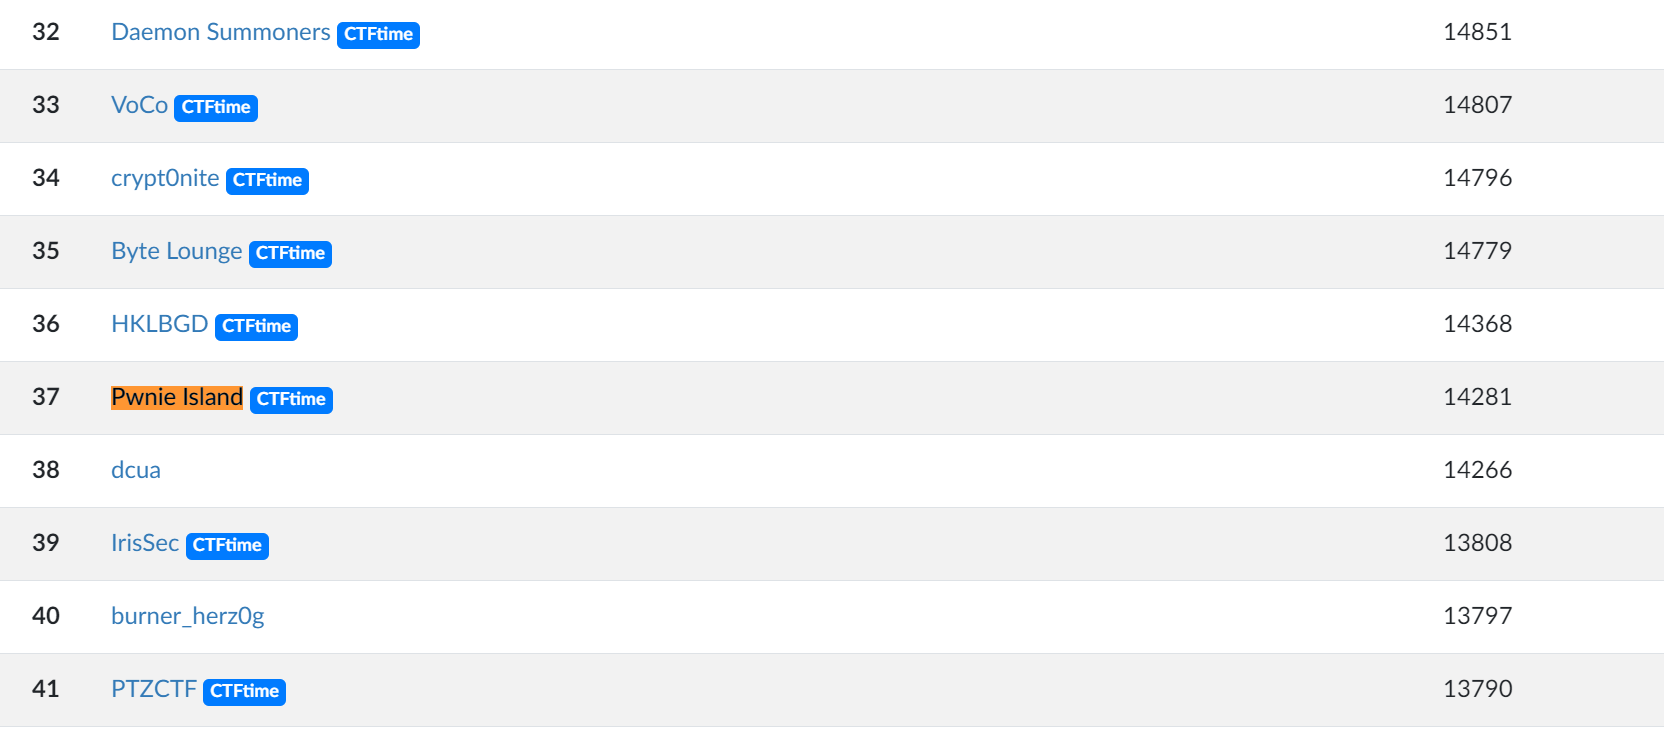 32 Daemon Summoners CTFtime 14851
33 VoCo CTFtime 14807
34 crypt0nite CTFtime 14796
35 Byte Lounge CTFtime 14779
36 HKLBGD CTFtime 14368
37 Pwnie Island CTFtime 14281
38 dcua 14266
39 IrisSec CTFtime 13808
40 burner_herz0g 13797
41 PTZCTF CTFtime 13790